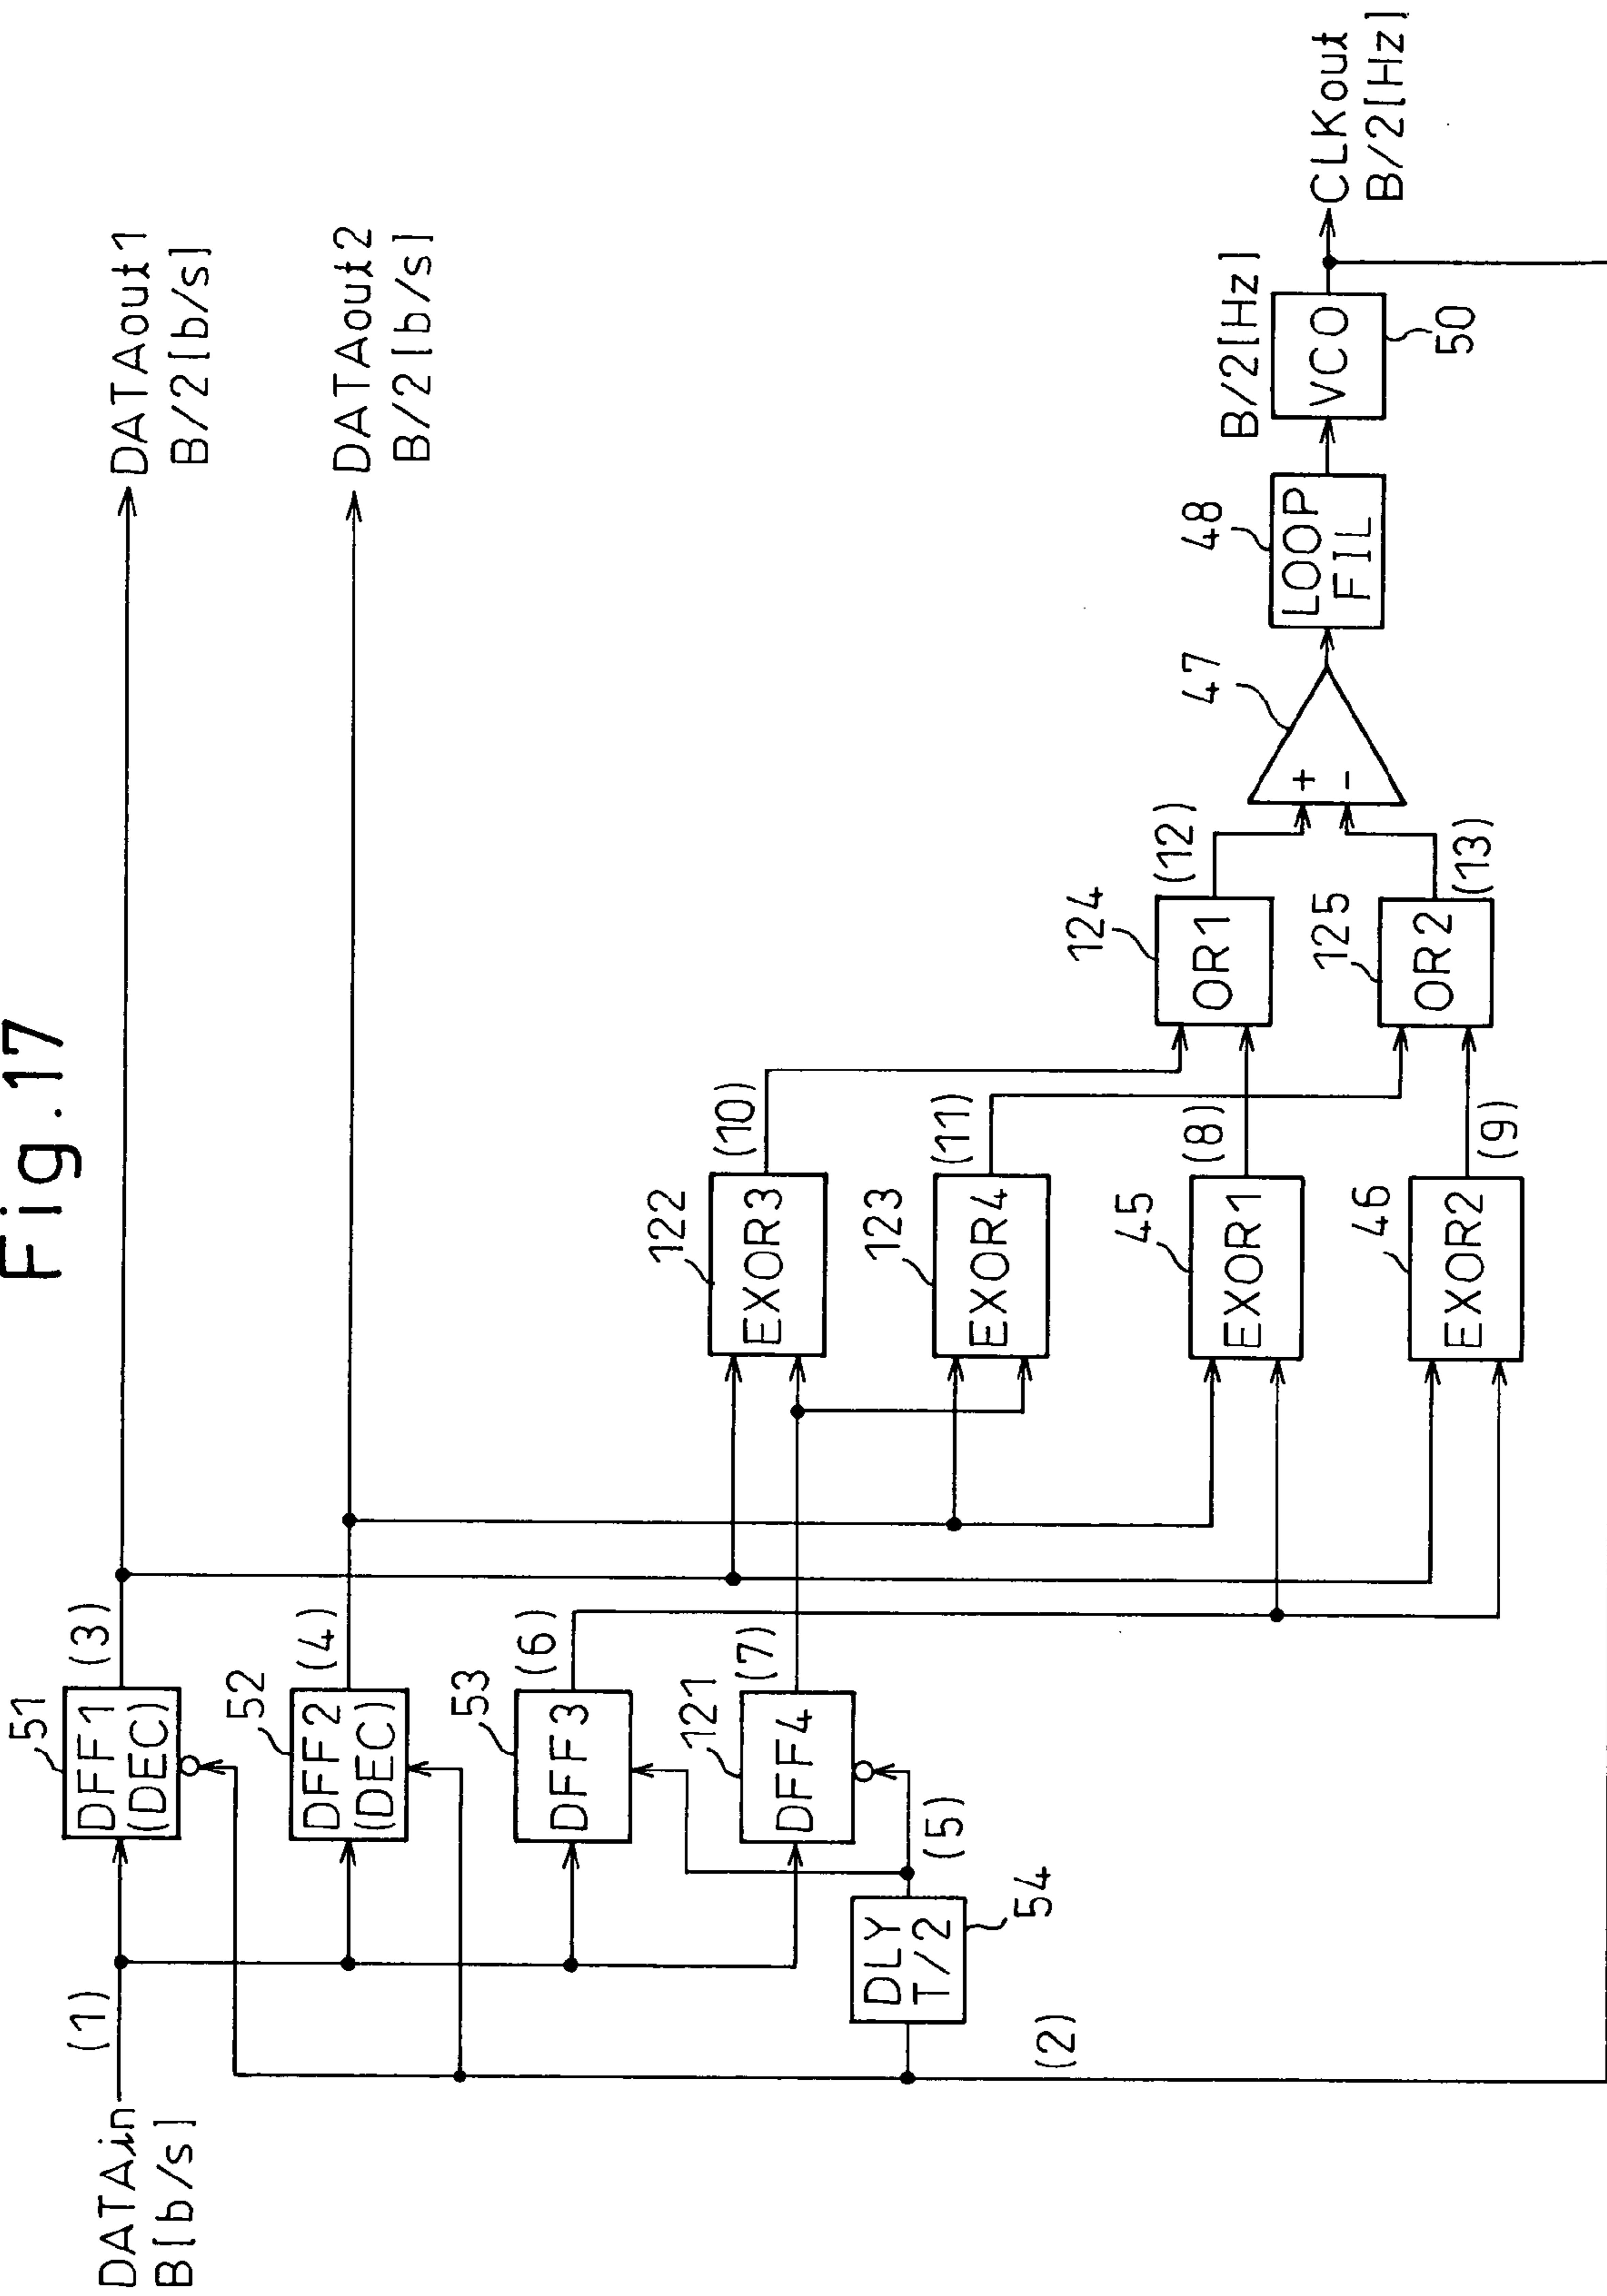 Fig.17
DATAin
B[b/s]
(1)
51
DFF1
(DEC)
(3)
DATAout1
B/2[b/s]
52
DFF2
(DEC)
(4)
DATAout2
B/2[b/s]
53
DFF3
(6)
121
DFF4
(7)
DLY
T/2
54
(5)
(2)
122
EXOR3
(10)
123
EXOR4
(11)
45
EXOR1
(8)
46
EXOR2
(9)
124
OR1
(12)
125
OR2
(13)
47
+
-
48
LOOP
FIL
B/2[Hz]
VCO
50
CLKout
B/2[Hz]